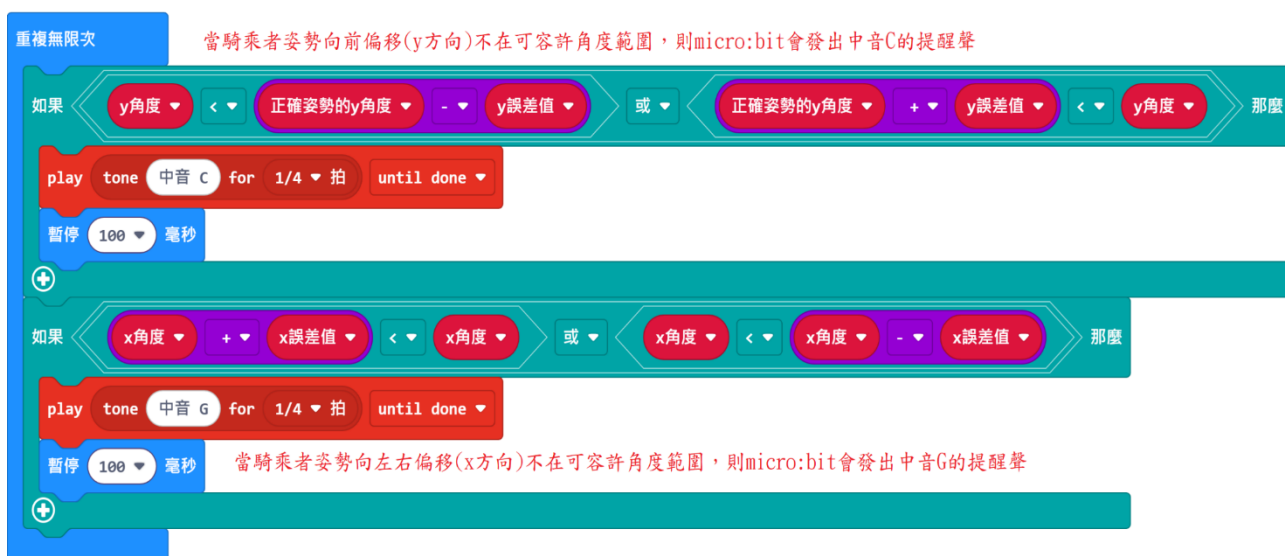 重複無限次 當騎乘者姿勢向前偏移(y方向)不在可容許角度範圍，則micro:bit會發出中音C的提醒聲
如果 y角度 < 正確姿勢的y角度 - y誤差值 或 正確姿勢的y角度 + y誤差值 < y角度 那麼
play tone 中音 C for 1/4 拍 until done
暫停 100 毫秒
如果 x角度 + x誤差值 < x角度 或 x角度 < x角度 - x誤差值 那麼
play tone 中音 G for 1/4 拍 until done
暫停 100 毫秒 當騎乘者姿勢向左右偏移(x方向)不在可容許角度範圍，則micro:bit會發出中音G的提醒聲